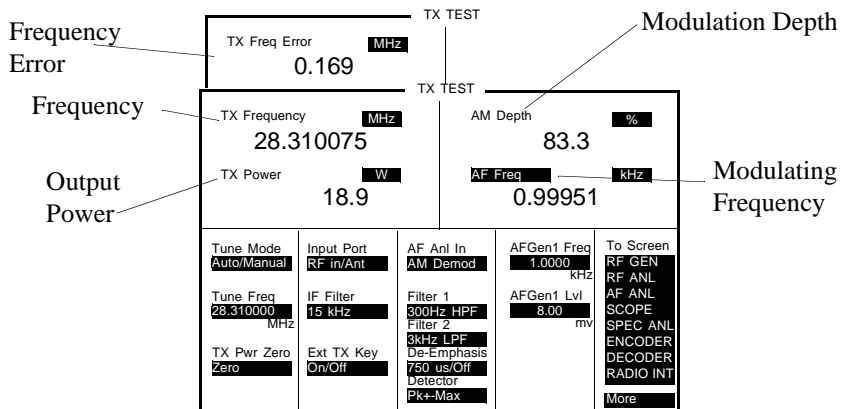 TX TEST
Frequency
Error
TX Freq Error
MHz
0.169
Modulation Depth
TX TEST
Frequency
TX Frequency
MHz
28.310075
AM Depth
%
83.3
Output
Power
TX Power
W
18.9
AF Freq
kHz
0.99951
Modulating
Frequency
Tune Mode
Auto/Manual
Tune Freq
28.310000
MHz
TX Pwr Zero
Zero
Input Port
RF in/Ant
IF Filter
15 kHz
Ext TX Key
On/Off
AF Anl In
AM Demod
Filter 1
300Hz HPF
Filter 2
3kHz LPF
De-Emphasis
750 us/Off
Detector
Pk+-Max
AFGen1 Freq
1.0000
kHz
AFGen1 Lvl
8.00
mv
To Screen
RF GEN
RF ANL
AF ANL
SCOPE
SPEC ANL
ENCODER
DECODER
RADIO INT
More